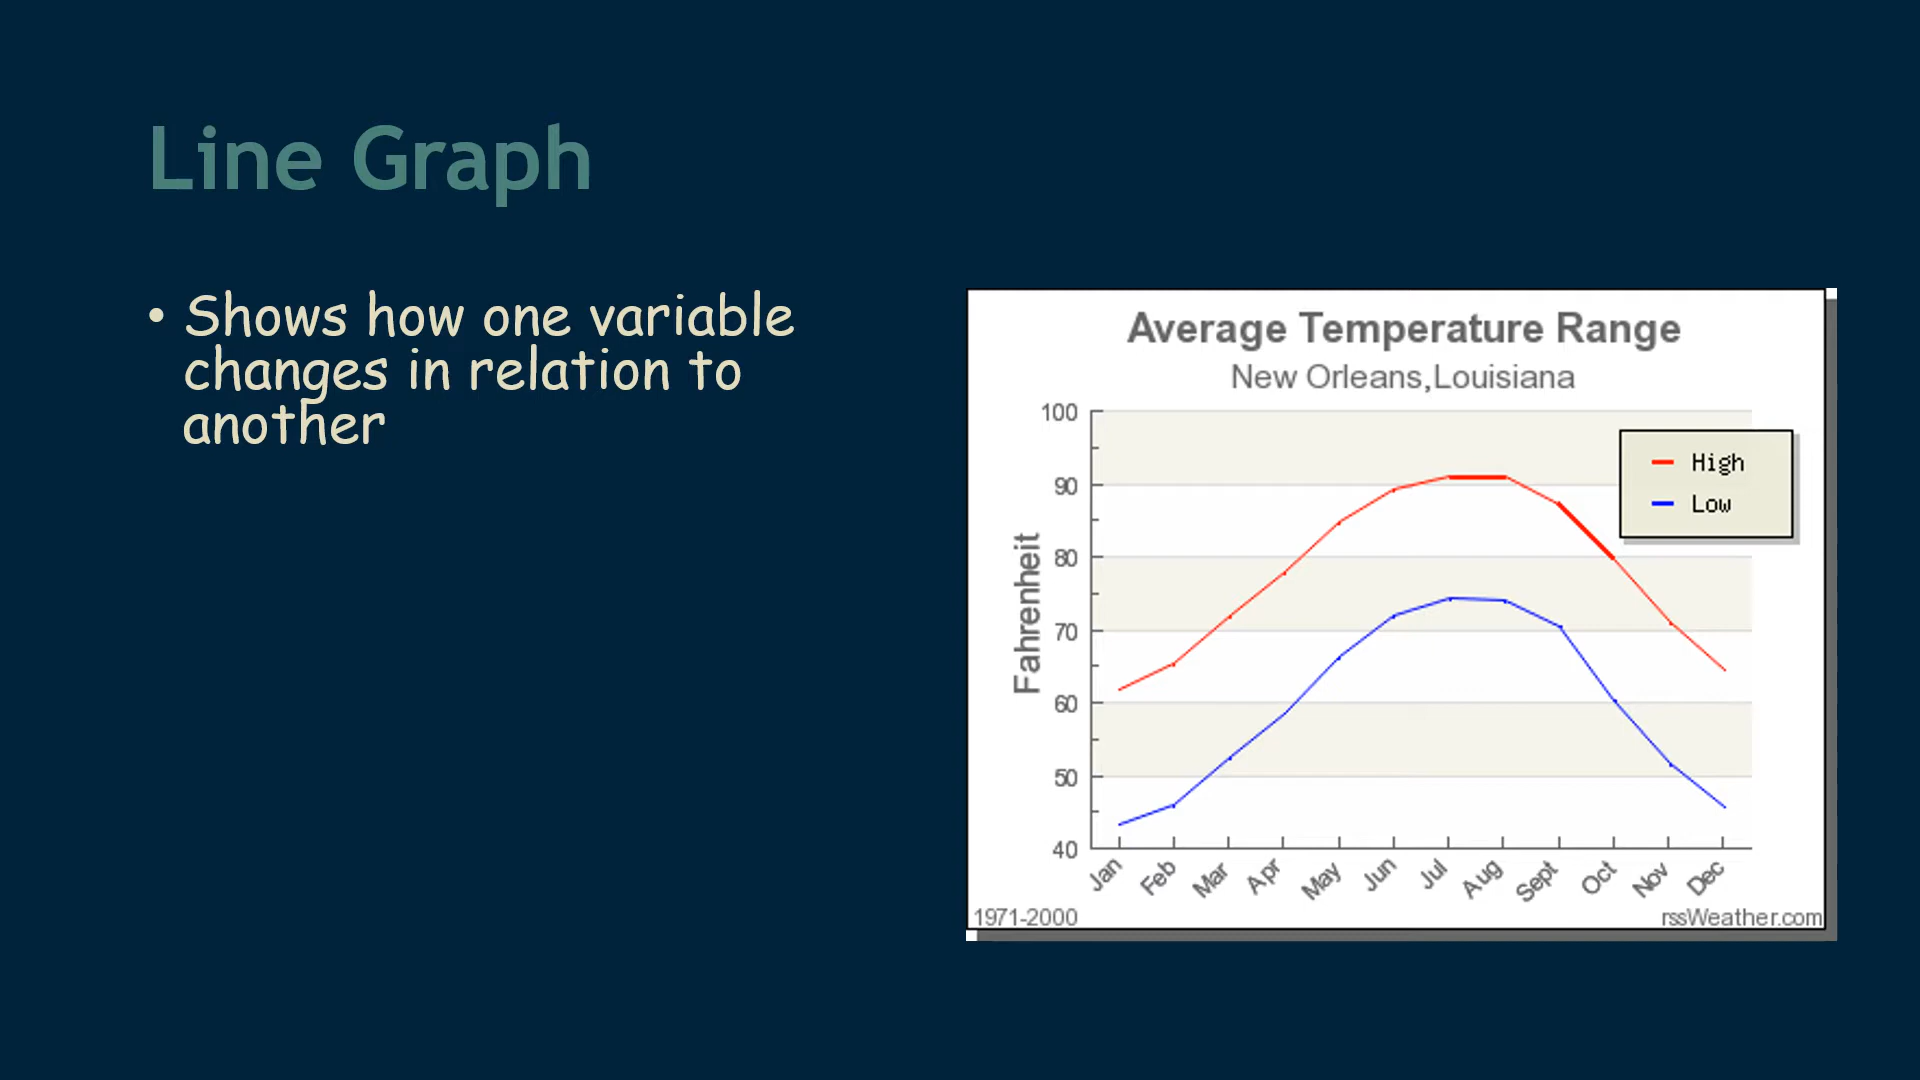 Line Graph
• Shows how one variable
changes in relation to
another
Average Temperature Range
New Orleans,Louisiana
100
90
80
70
60
50
40
Fahrenheit
High
Low
Jan Feb Mar Apr May Jun Jul Aug Sept Oct Nov Dec
1971-2000
rssWeather.com